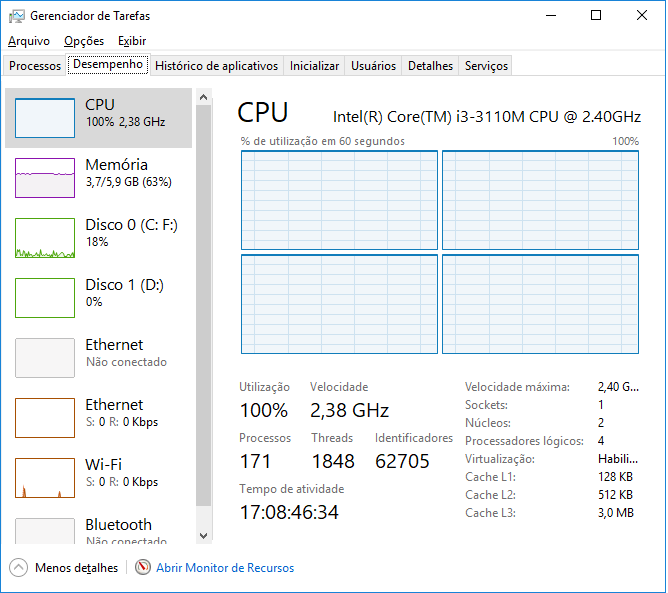 Gerenciador de Tarefas
Arquivo Opções Exibir
Processos Desempenho Histórico de aplicativos Inicializar Usuários Detalhes Serviços
CPU
100% 2,38 GHz
Memória
3,7/5,9 GB (63%)
Disco 0 (C: F:)
18%
Disco 1 (D:)
0%
Ethernet
Não conectado
Ethernet
S: 0 R: 0 Kbps
Wi-Fi
S: 0 R: 0 Kbps
Bluetooth
Não conectado
CPU Intel(R) Core(TM) i3-3110M CPU @ 2.40GHz
% de utilização em 60 segundos 100%
Utilização Velocidade
100% 2,38 GHz
Processos Threads Identificadores
171 1848 62705
Tempo de atividade
17:08:46:34
Velocidade máxima: 2,40 G...
Sockets: 1
Núcleos: 2
Processadores lógicos: 4
Virtualização: Habili...
Cache L1: 128 KB
Cache L2: 512 KB
Cache L3: 3,0 MB
Menos detalhes Abrir Monitor de Recursos